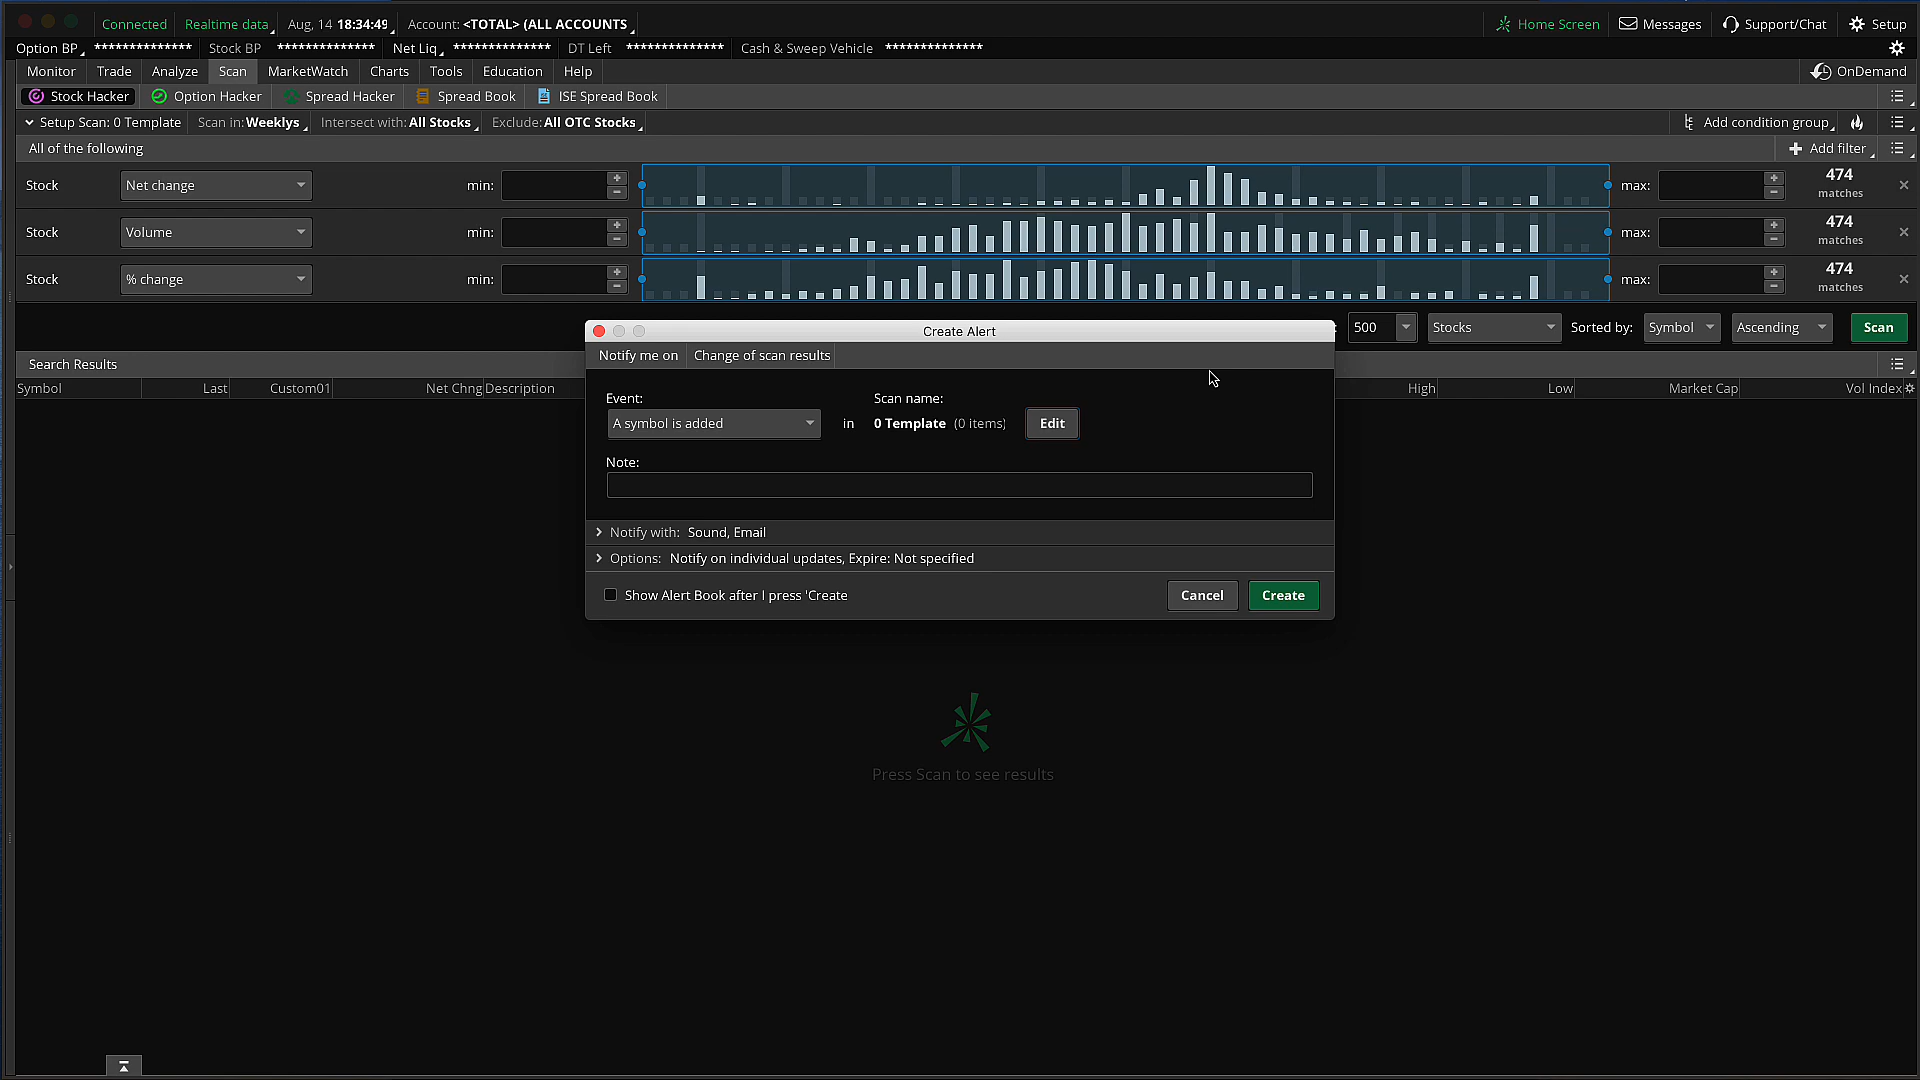 Connected Realtime data Aug, 14 18:34:49 Account: <TOTAL> (ALL ACCOUNTS Home Screen Messages Support/Chat Setup
Option BP ************** Stock BP ************** Net Liq ************** DT Left ************** Cash & Sweep Vehicle **************
Monitor Trade Analyze Scan MarketWatch Charts Tools Education Help OnDemand
Stock Hacker Option Hacker Spread Hacker Spread Book ISE Spread Book
Setup Scan: 0 Template Scan in: Weeklys Intersect with: All Stocks Exclude: All OTC Stocks Add condition group
All of the following Add filter
Stock Net change min: max: 474 matches
Stock Volume min: max: 474 matches
Stock % change min: max: 474 matches
500 Stocks Sorted by: Symbol Ascending Scan
Search Results
Symbol Last Custom01 Net Chng Description High Low Market Cap Vol Index
Create Alert
Notify me on Change of scan results
Event: Scan name:
A symbol is added in 0 Template (0 items) Edit
Note:
Notify with: Sound, Email
Options: Notify on individual updates, Expire: Not specified
Show Alert Book after I press 'Create Cancel Create
Press Scan to see results